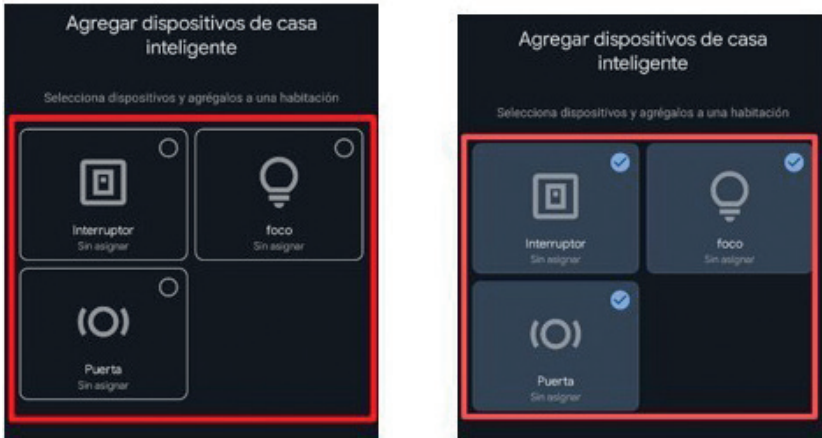 Agregar dispositivos de casa
inteligente
Selecciona dispositivos y agrégalos a una habitación
Interruptor
Sin asignar
foco
Sin asignar
Puerta
Sin asignar
Agregar dispositivos de casa
inteligente
Selecciona dispositivos y agrégalos a una habitación
Interruptor
Sin asignar
foco
Sin asignar
Puerta
Sin asignar